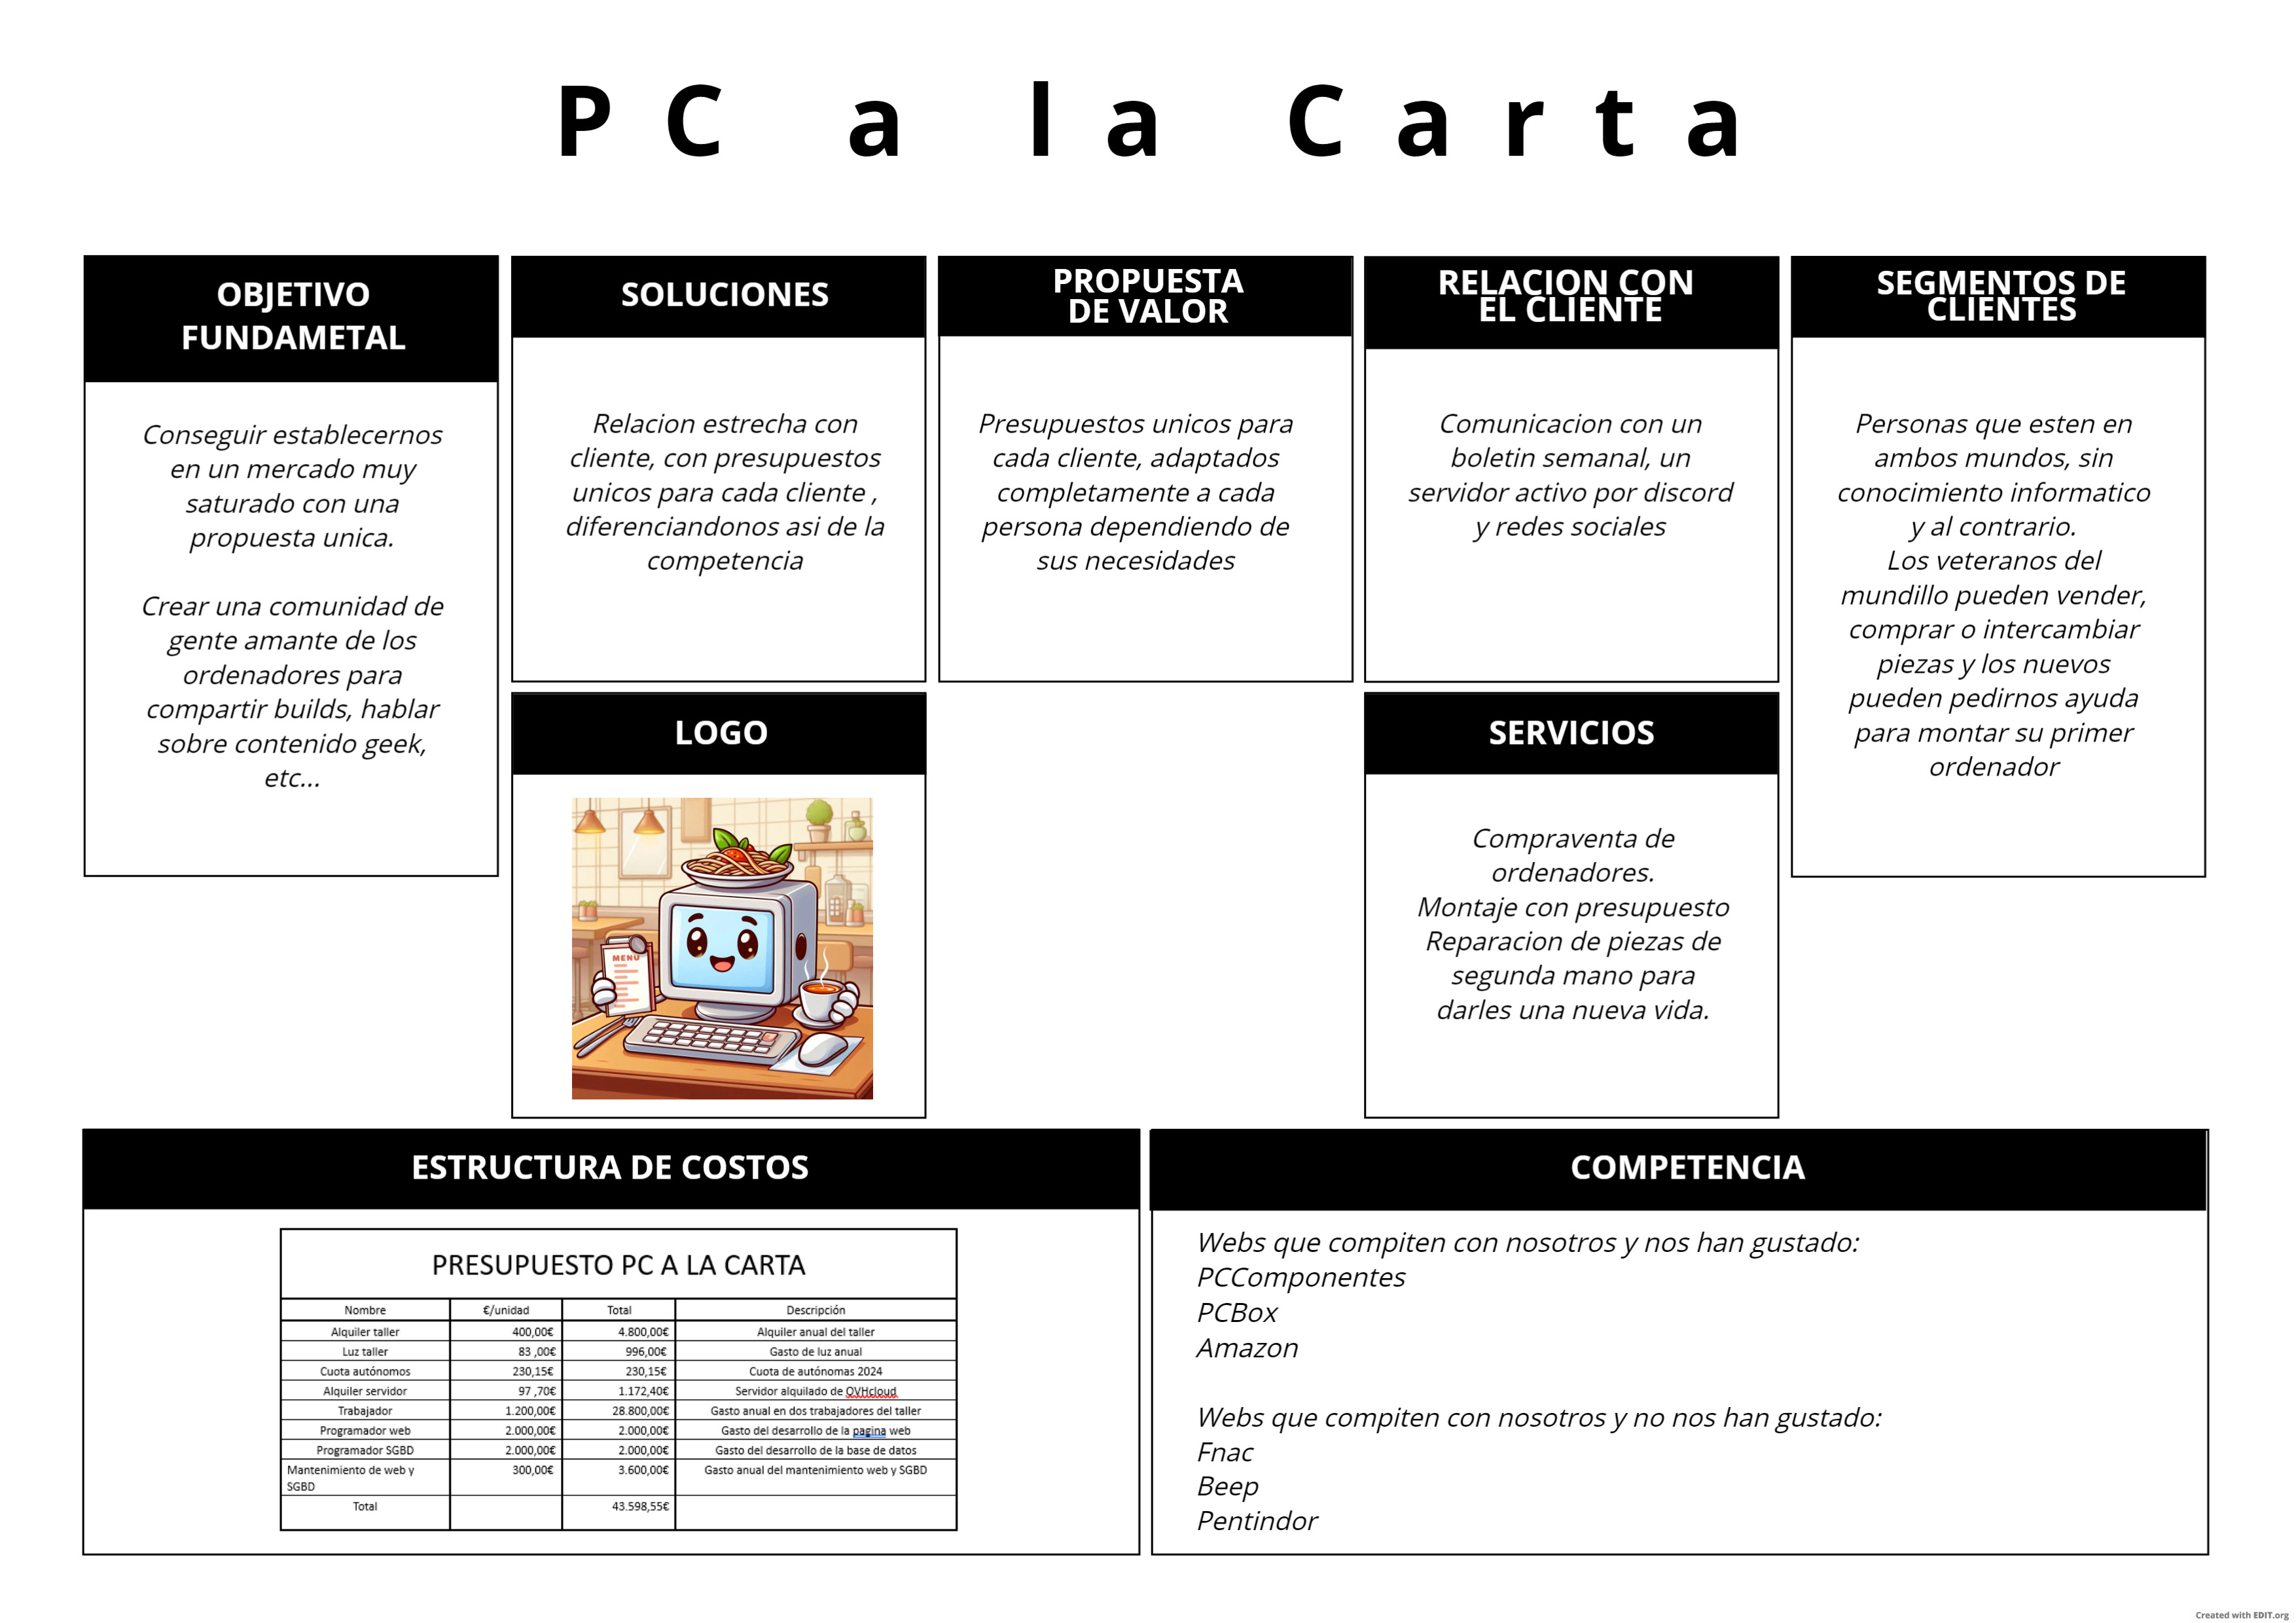 PC a la Carta
OBJETIVO
FUNDAMETAL
Conseguir establecernos
en un mercado muy
saturado con una
propuesta unica.
Crear una comunidad de
gente amante de los
ordenadores para
compartir builds, hablar
sobre contenido geek,
etc...
SOLUCIONES
Relacion estrecha con
cliente, con presupuestos
unicos para cada cliente ,
diferenciandonos asi de la
competencia
PROPUESTA
DE VALOR
Presupuestos unicos para
cada cliente, adaptados
completamente a cada
persona dependiendo de
sus necesidades
RELACION CON
EL CLIENTE
Comunicacion con un
boletin semanal, un
servidor activo por discord
y redes sociales
SEGMENTOS DE
CLIENTES
Personas que esten en
ambos mundos, sin
conocimiento informatico
y al contrario.
Los veteranos del
mundillo pueden vender,
comprar o intercambiar
piezas y los nuevos
pueden pedirnos ayuda
para montar su primer
ordenador
LOGO
MENU
SERVICIOS
Compraventa de
ordenadores.
Montaje con presupuesto
Reparacion de piezas de
segunda mano para
darles una nueva vida.
ESTRUCTURA DE COSTOS
PRESUPUESTO PC A LA CARTA
Nombre €/unidad Total Descripción
Alquiler taller 400,00€ 4.800,00€ Alquiler anual del taller
Luz taller 83 ,00€ 996,00€ Gasto de luz anual
Cuota autónomos 230,15€ 230,15€ Cuota de autónomas 2024
Alquiler servidor 97 ,70€ 1.172,40€ Servidor alquilado de OVHcloud
Trabajador 1.200,00€ 28.800,00€ Gasto anual en dos trabajadores del taller
Programador web 2.000,00€ 2.000,00€ Gasto del desarrollo de la pagina web
Programador SGBD 2.000,00€ 2.000,00€ Gasto del desarrollo de la base de datos
Mantenimiento de web y 300,00€ 3.600,00€ Gasto anual del mantenimiento web y SGBD
SGBD
Total 43.598,55€
COMPETENCIA
Webs que compiten con nosotros y nos han gustado:
PCComponentes
PCBox
Amazon
Webs que compiten con nosotros y no nos han gustado:
Fnac
Beep
Pentindor
Created with EDIT.org